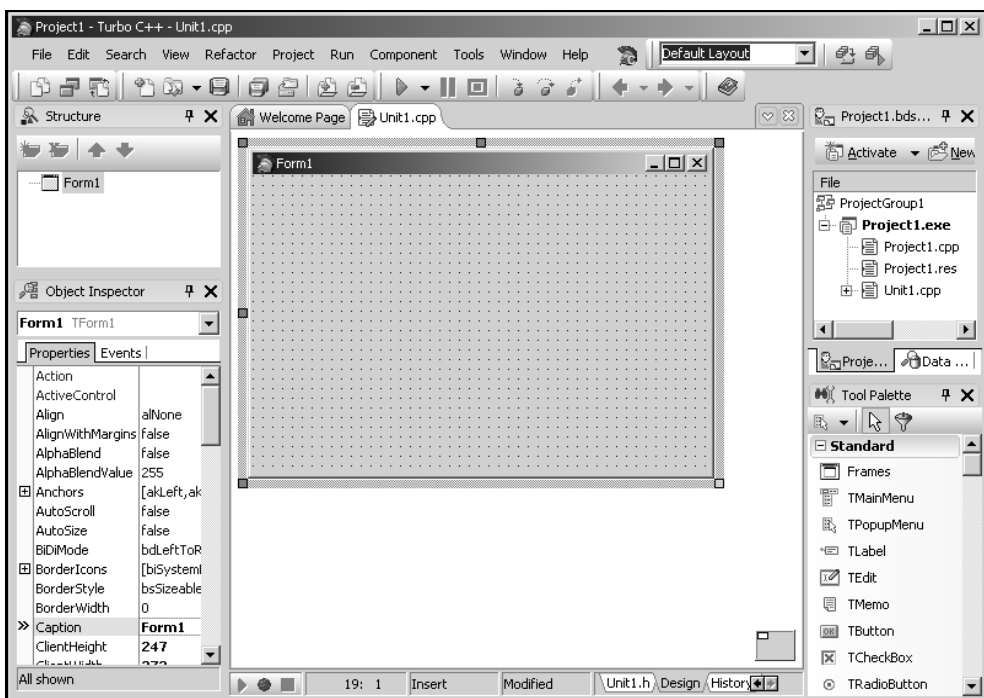 Project1 - Turbo C++ - Unit1.cpp
File Edit Search View Refactor Project Run Component Tools Window Help
Default Layout
Structure
Form1
Object Inspector
Form1 TForm1
Properties Events
Action
ActiveControl
Align alNone
AlignWithMargins false
AlphaBlend false
AlphaBlendValue 255
Anchors [akLeft,ak
AutoScroll false
AutoSize false
BiDiMode bdLeftToR
BorderIcons [biSystemM
BorderStyle bsSizeable
BorderWidth 0
Caption Form1
ClientHeight 247
All shown
Welcome Page Unit1.cpp
Form1
19: 1 Insert Modified Unit1.h Design History
Project1.bds...
Activate New
File
ProjectGroup1
Project1.exe
Project1.cpp
Project1.res
Unit1.cpp
Proje... Data ...
Tool Palette
Standard
Frames
TMainMenu
TPopupMenu
TLabel
TEdit
TMemo
OK TButton
TCheckBox
TRadioButton